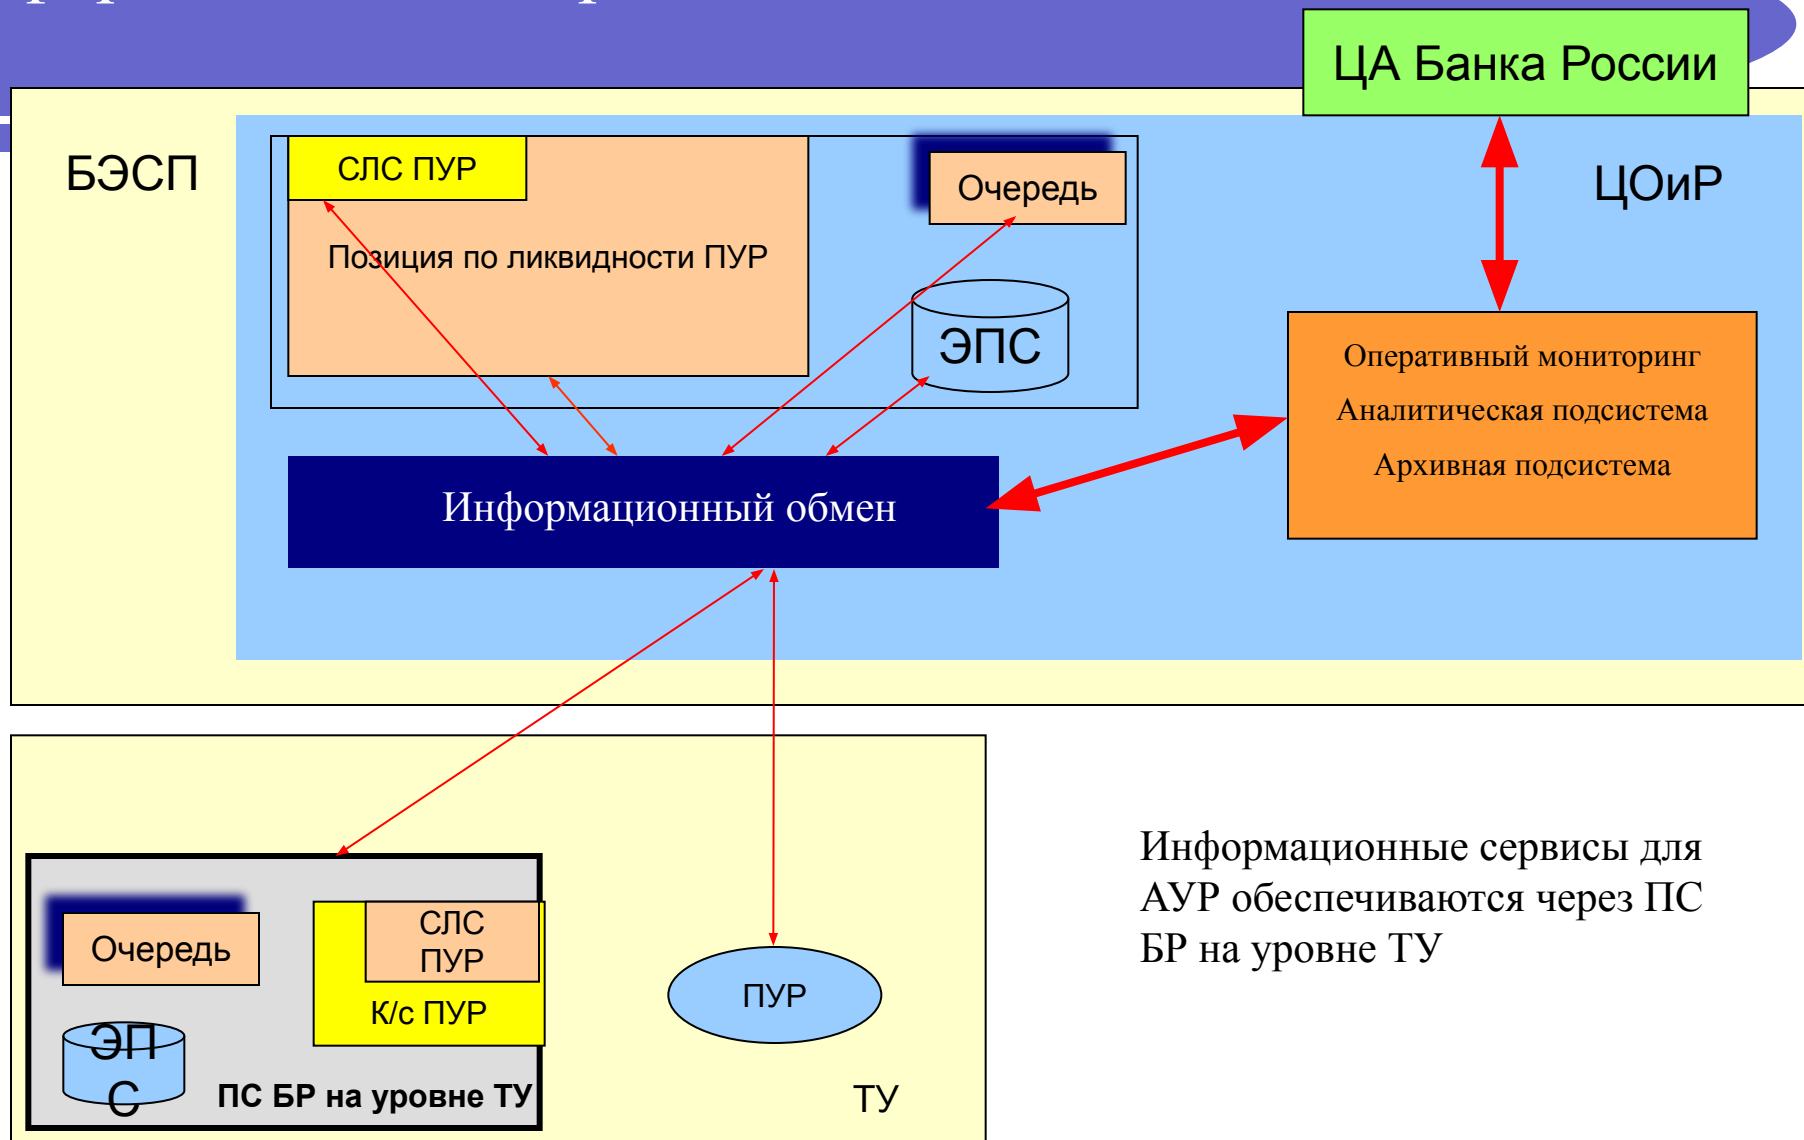 ЦА Банка России
БЭСП
СЛС ПУР
Очередь
ЦОиР
Позиция по ликвидности ПУР
ЭПС
Оперативный мониторинг
Аналитическая подсистема
Архивная подсистема
Информационный обмен
Информационные сервисы для
АУР обеспечиваются через ПС
БР на уровне ТУ
Очередь
СЛС
ПУР
К/с ПУР
ПУР
ЭП
С
ПС БР на уровне ТУ
ТУ